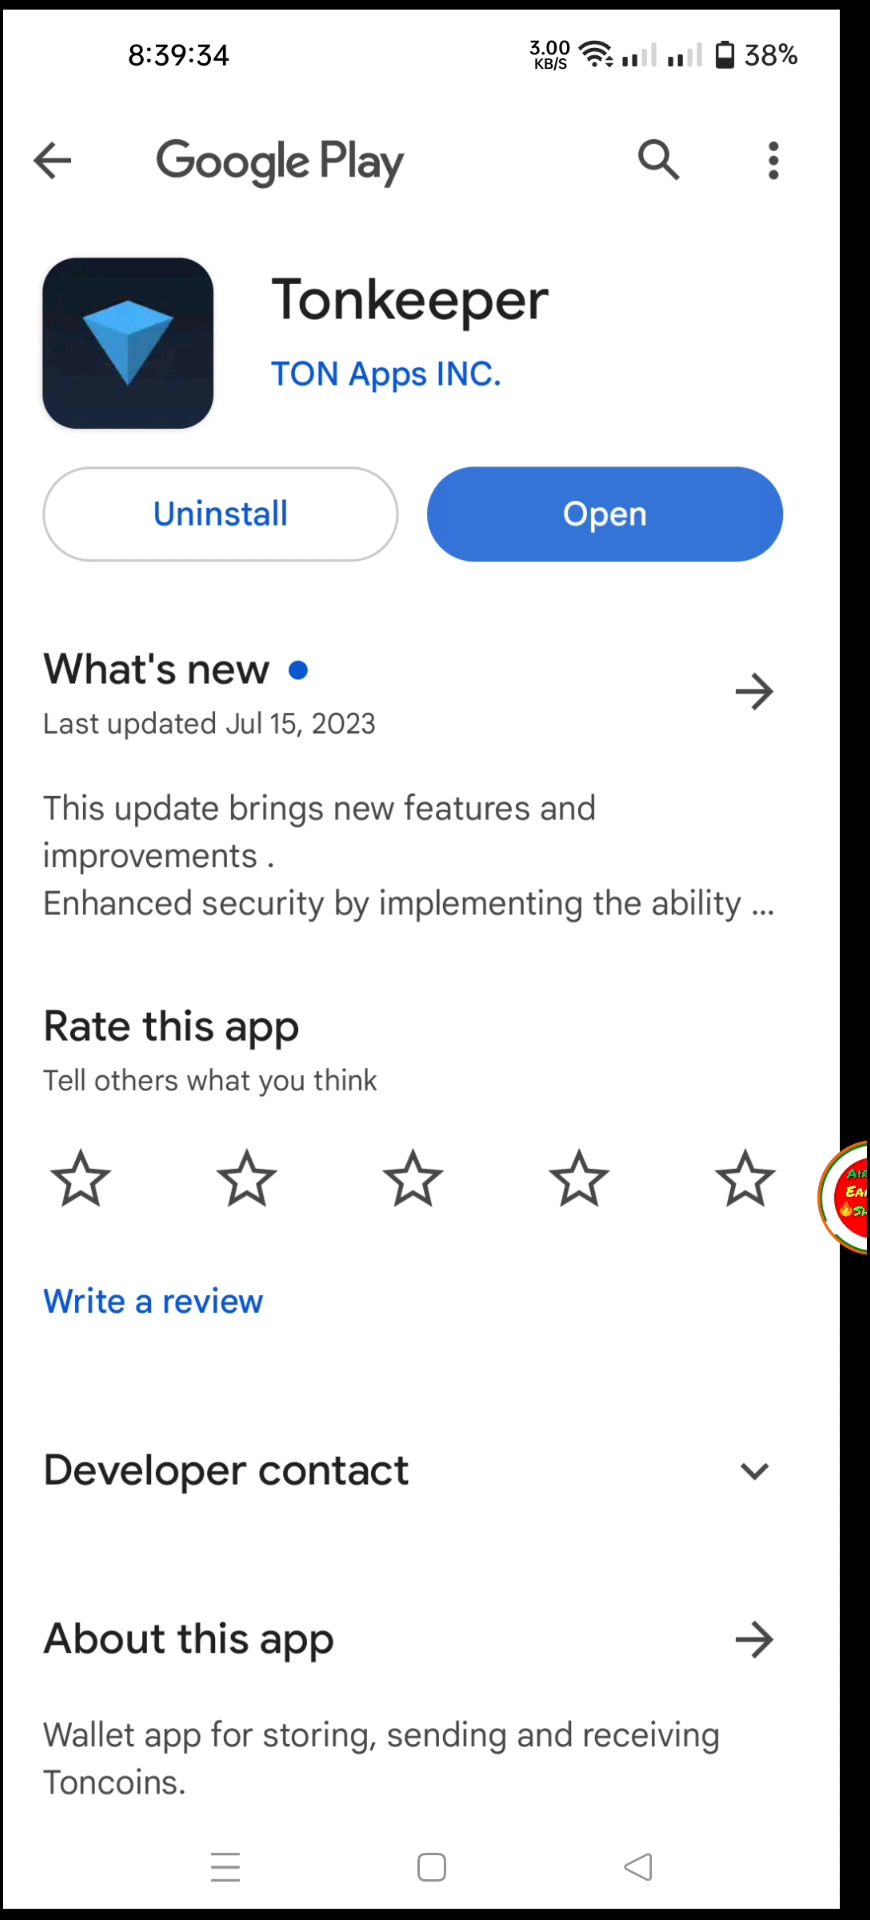 8:39:34
3.00
KB/S
38%
Google Play
Tonkeeper
TON Apps INC.
Uninstall
Open
What's new
Last updated Jul 15, 2023
This update brings new features and
improvements .
Enhanced security by implementing the ability ...
Rate this app
Tell others what you think
Write a review
Developer contact
About this app
Wallet app for storing, sending and receiving
Toncoins.